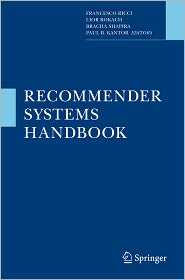 FRANCESCO RICCI
LIOR ROKACH
BRACHA SHAPIRA
PAUL B. KANTOR EDITORS
RECOMMENDER
SYSTEMS
HANDBOOK
Springer